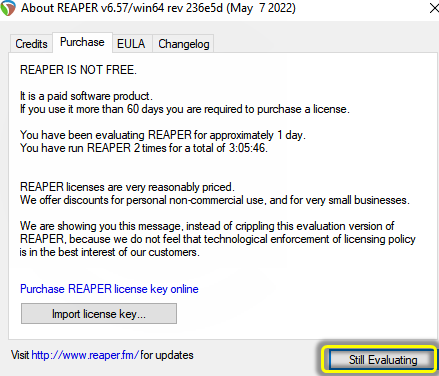 About REAPER v6.57/win64 rev 236e5d (May 7 2022)
Credits Purchase EULA Changelog
REAPER IS NOT FREE.
It is a paid software product.
If you use it more than 60 days you are required to purchase a license.
You have been evaluating REAPER for approximately 1 day.
You have run REAPER 2 times for a total of 3:05:46.
REAPER licenses are very reasonably priced.
We offer discounts for personal non-commercial use, and for very small businesses.
We are showing you this message, instead of crippling this evaluation version of
REAPER, because we do not feel that technological enforcement of licensing policy
is in the best interest of our customers.
Purchase REAPER license key online
Import license key...
Visit http://www.reaper.fm/ for updates
Still Evaluating